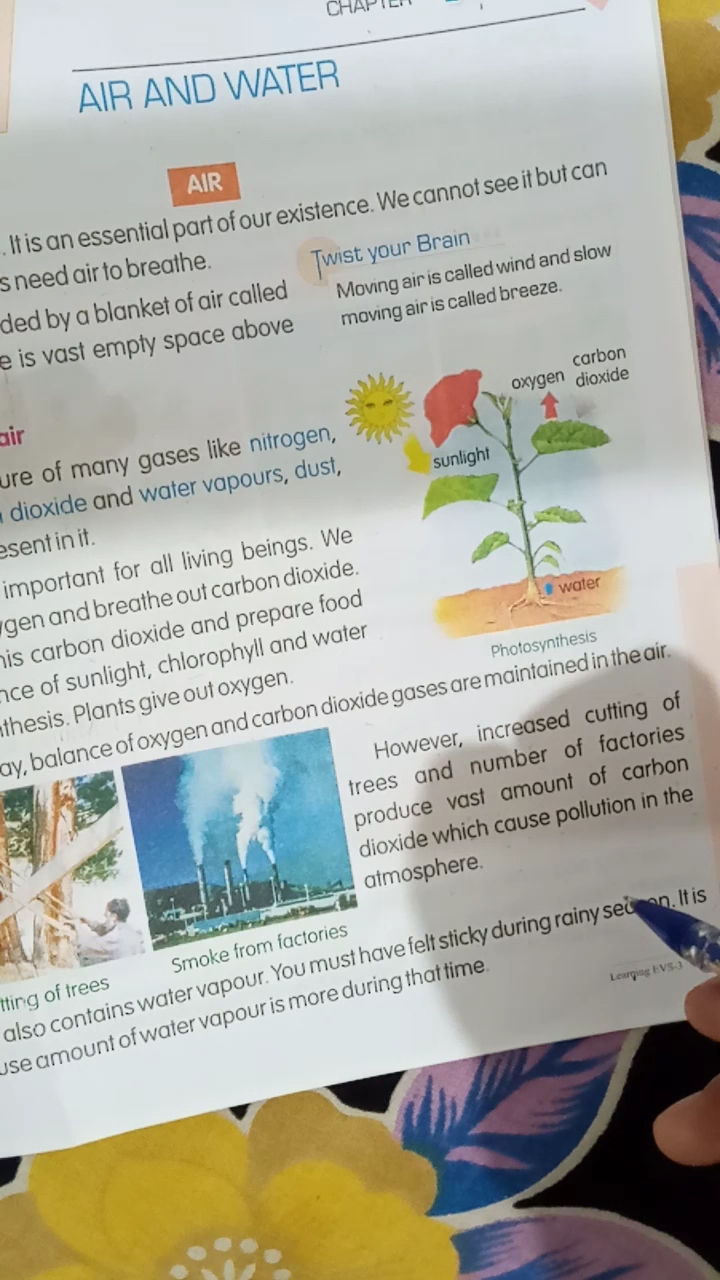 CHAPTER
AIR AND WATER
AIR
. It is an essential part of our existence. We cannot see it but can
s need air to breathe.
ded by a blanket of air called
e is vast empty space above
Twist your Brain
Moving air is called wind and slow
moving air is called breeze.
air
ure of many gases like nitrogen,
dioxide and water vapours, dust,
esent in it.
important for all living beings. We
ygen and breathe out carbon dioxide.
his carbon dioxide and prepare food
nce of sunlight, chlorophyll and water
nthesis. Plants give out oxygen.
ay, balance of oxygen and carbon dioxide gases are maintained in the air.
oxygen
carbon
dioxide
sunlight
water
Photosynthesis
However, increased cutting of
trees and number of factories
produce vast amount of carbon
dioxide which cause pollution in the
atmosphere.
tting of trees
Smoke from factories
also contains water vapour. You must have felt sticky during rainy It is
use amount of water vapour is more during that time.
Learning EVS-3